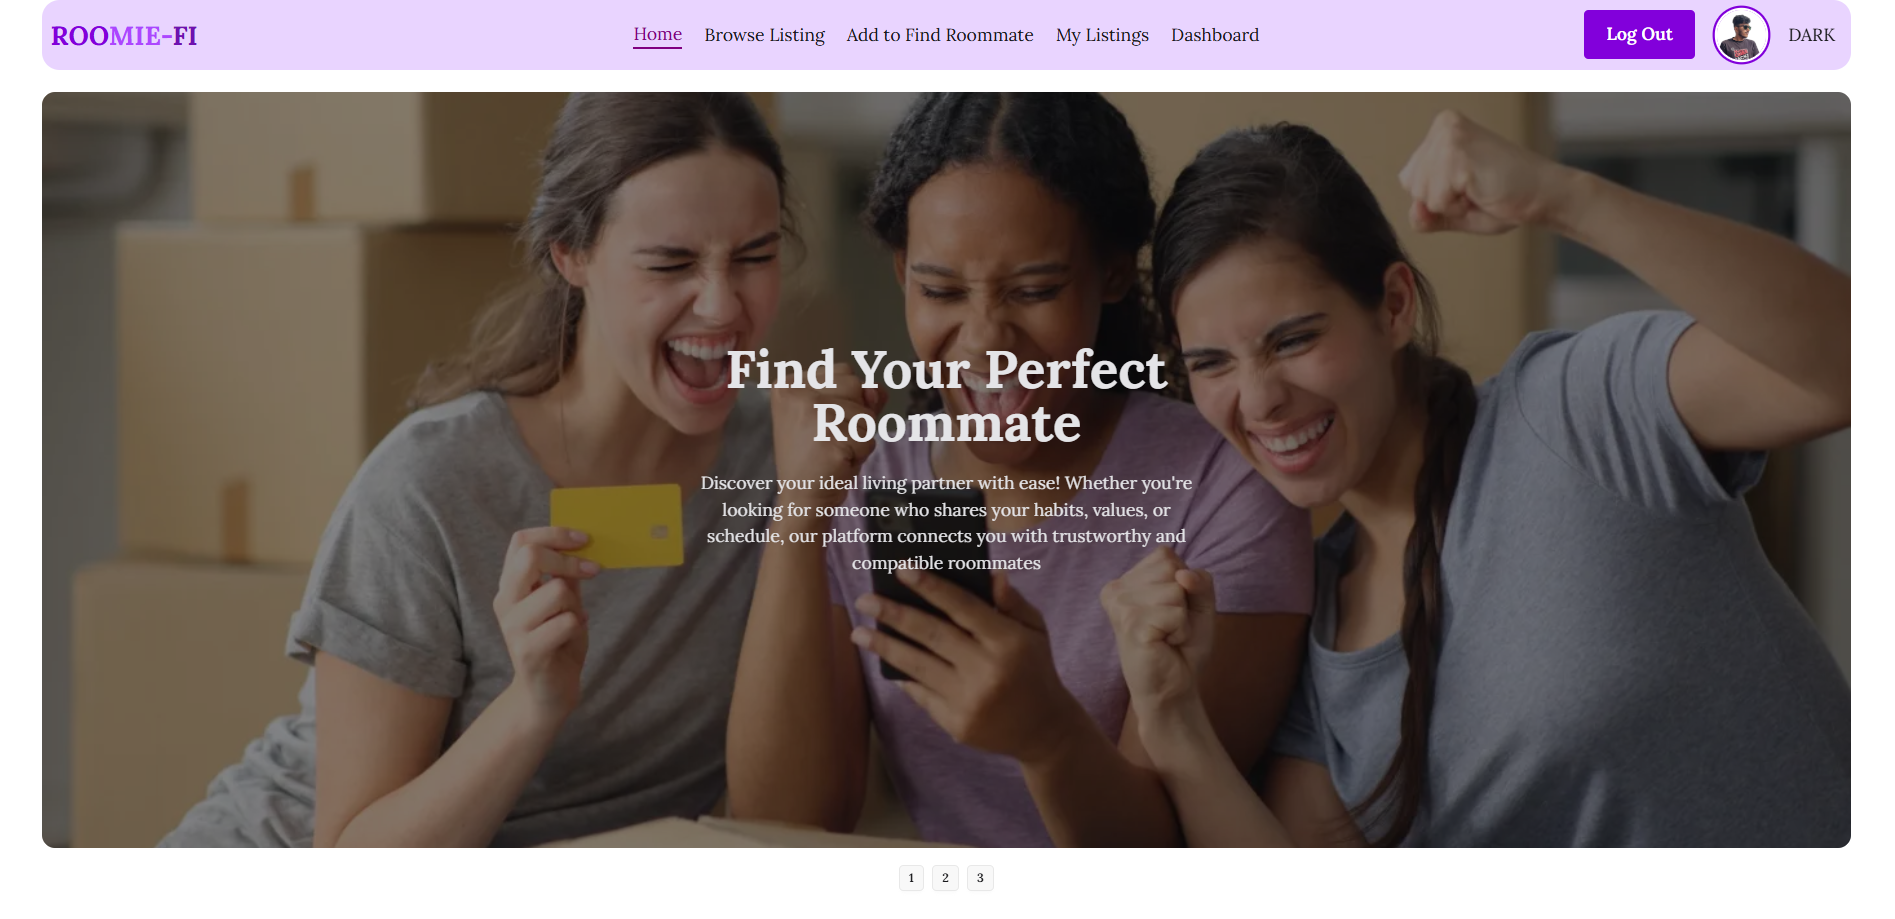 ROOMIE-FI
Home
Browse Listing
Add to Find Roommate
My Listings
Dashboard
Log Out
DARK
Find Your Perfect
Roommate
Discover your ideal living partner with ease! Whether you're
looking for someone who shares your habits, values, or
schedule, our platform connects you with trustworthy and
compatible roommates
1
2
3